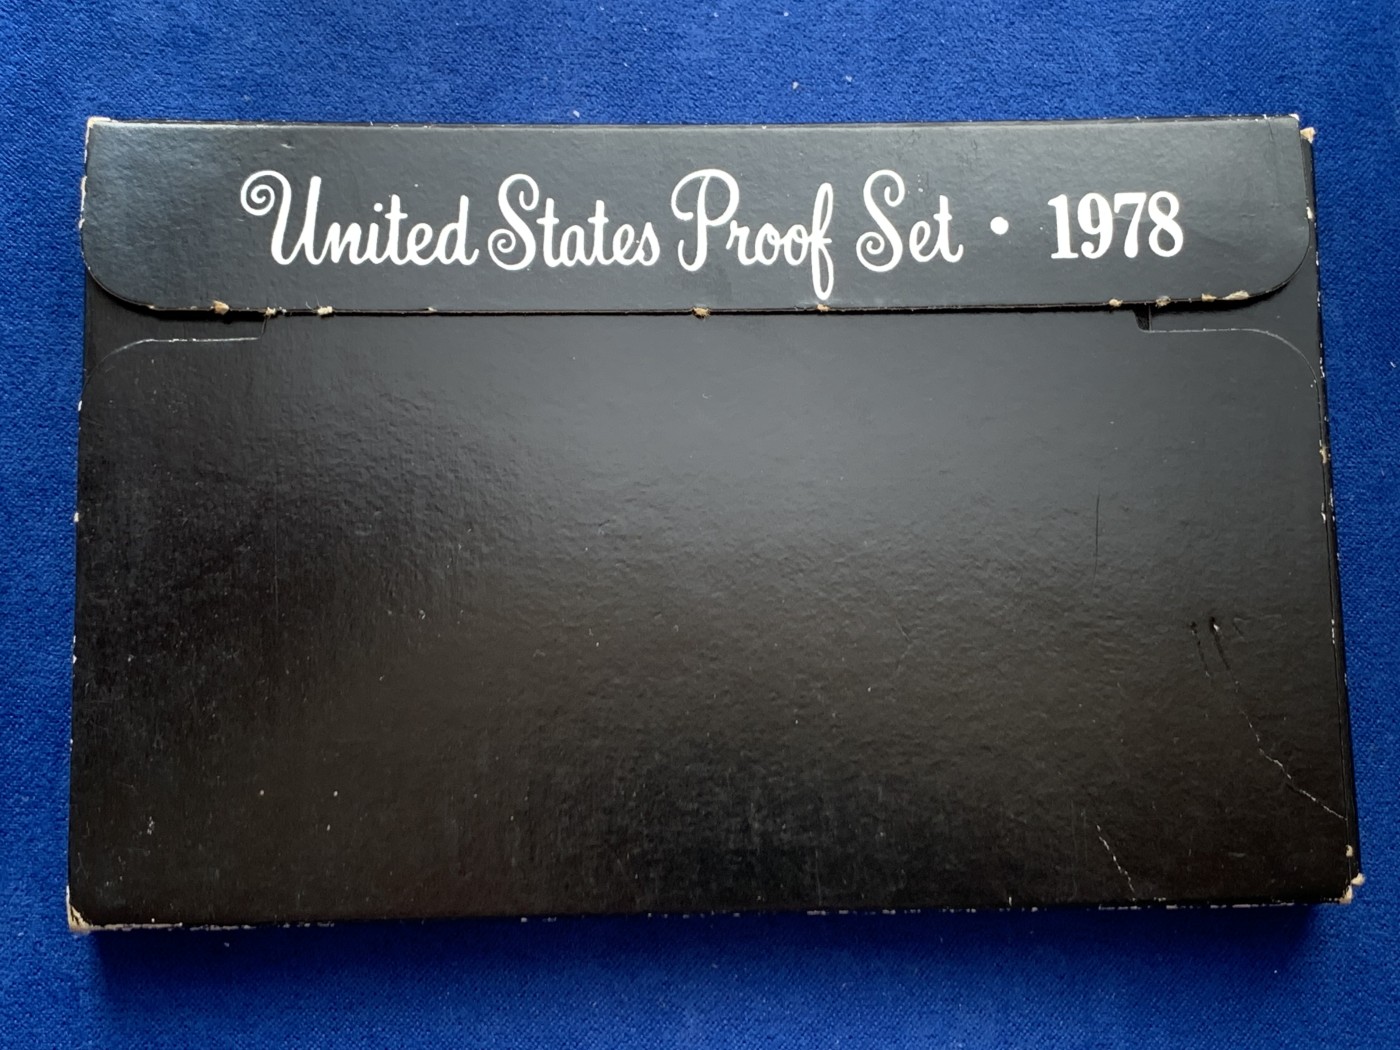 United States Proof Set • 1978